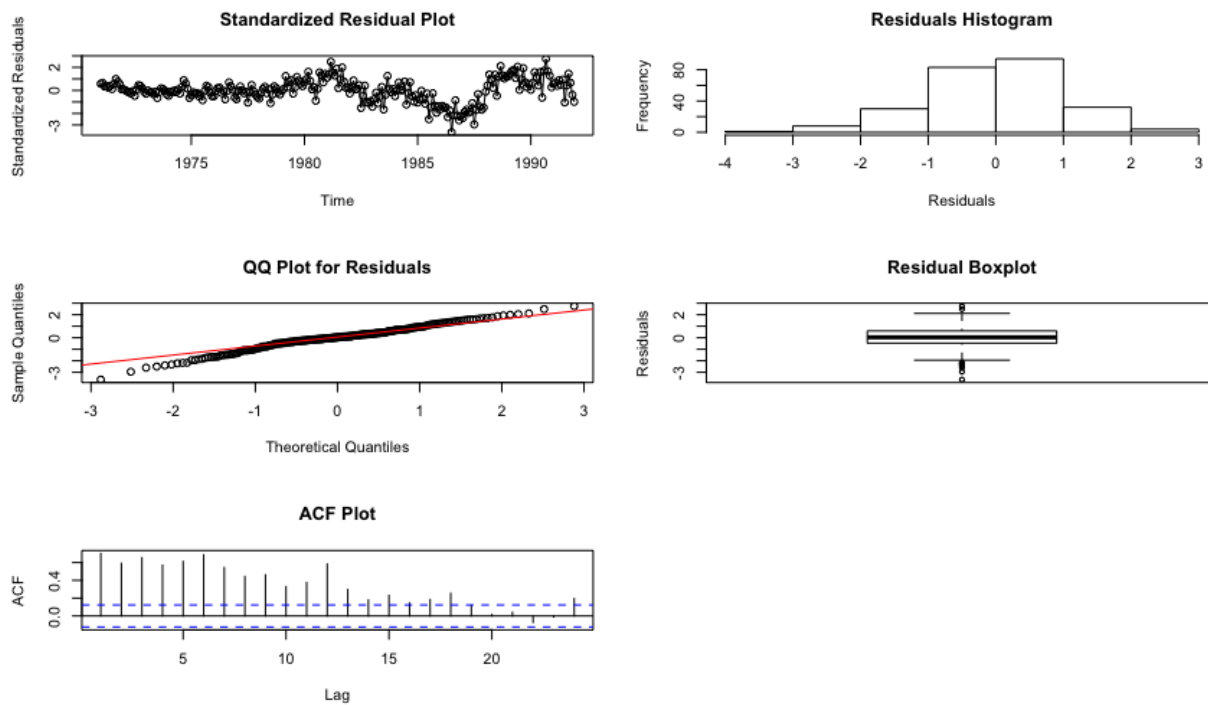 Standardized Residual Plot
Standardized Residuals
2
0
-3
1975 1980 1985 1990
Time
Residuals Histogram
Frequency
80
40
0
-4 -3 -2 -1 0 1 2 3
Residuals
QQ Plot for Residuals
Sample Quantiles
2
0
-3
-3 -2 -1 0 1 2 3
Theoretical Quantiles
Residual Boxplot
Residuals
2
0
-3
ACF Plot
ACF
0.4
0.0
5 10 15 20
Lag